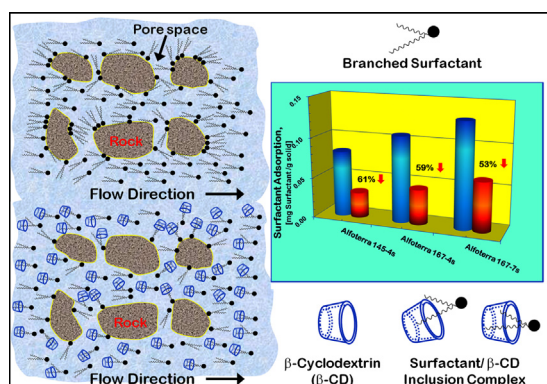 Pore space
Rock
Flow Direction
Rock
Flow Direction
Branched Surfactant
Surfactant Adsorption,
[mg Surfactant /g solid]
0.15
0.10
0.05
0.00
61%
59%
53%
Alfoterra 145-4s
Alfoterra 167-4s
Alfoterra 167-7s
β-Cyclodextrin
(β-CD)
Surfactant/ β-CD
Inclusion Complex